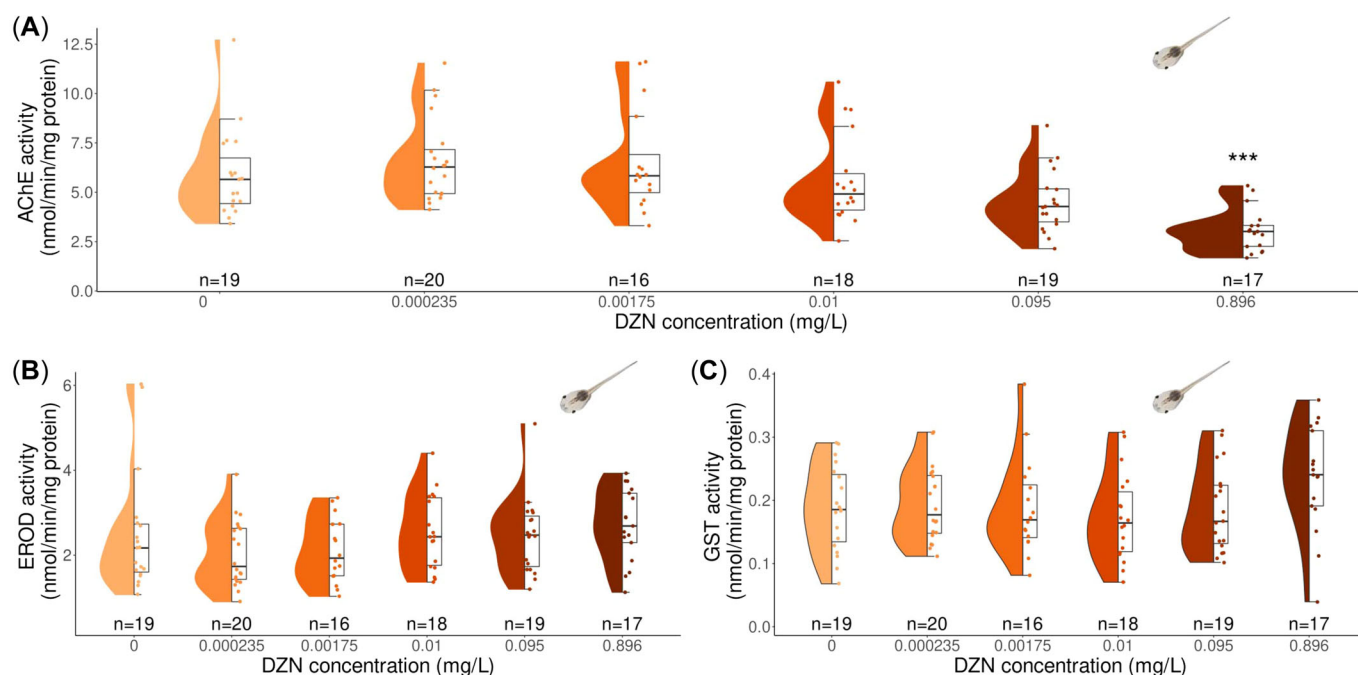 (A)
AChE activity
(nmol/min/mg protein)
12.5
10.0
7.5
5.0
2.5
0.0
***
n=19 n=20 n=16 n=18 n=19 n=17
0 0.000235 0.00175 0.01 0.095 0.896
DZN concentration (mg/L)
(B)
EROD activity
(nmol/min/mg protein)
6
4
2
n=19 n=20 n=16 n=18 n=19 n=17
0 0.000235 0.00175 0.01 0.095 0.896
DZN concentration (mg/L)
(C)
GST activity
(nmol/min/mg protein)
0.4
0.3
0.2
0.1
0.0
n=19 n=20 n=16 n=18 n=19 n=17
0 0.000235 0.00175 0.01 0.095 0.896
DZN concentration (mg/L)